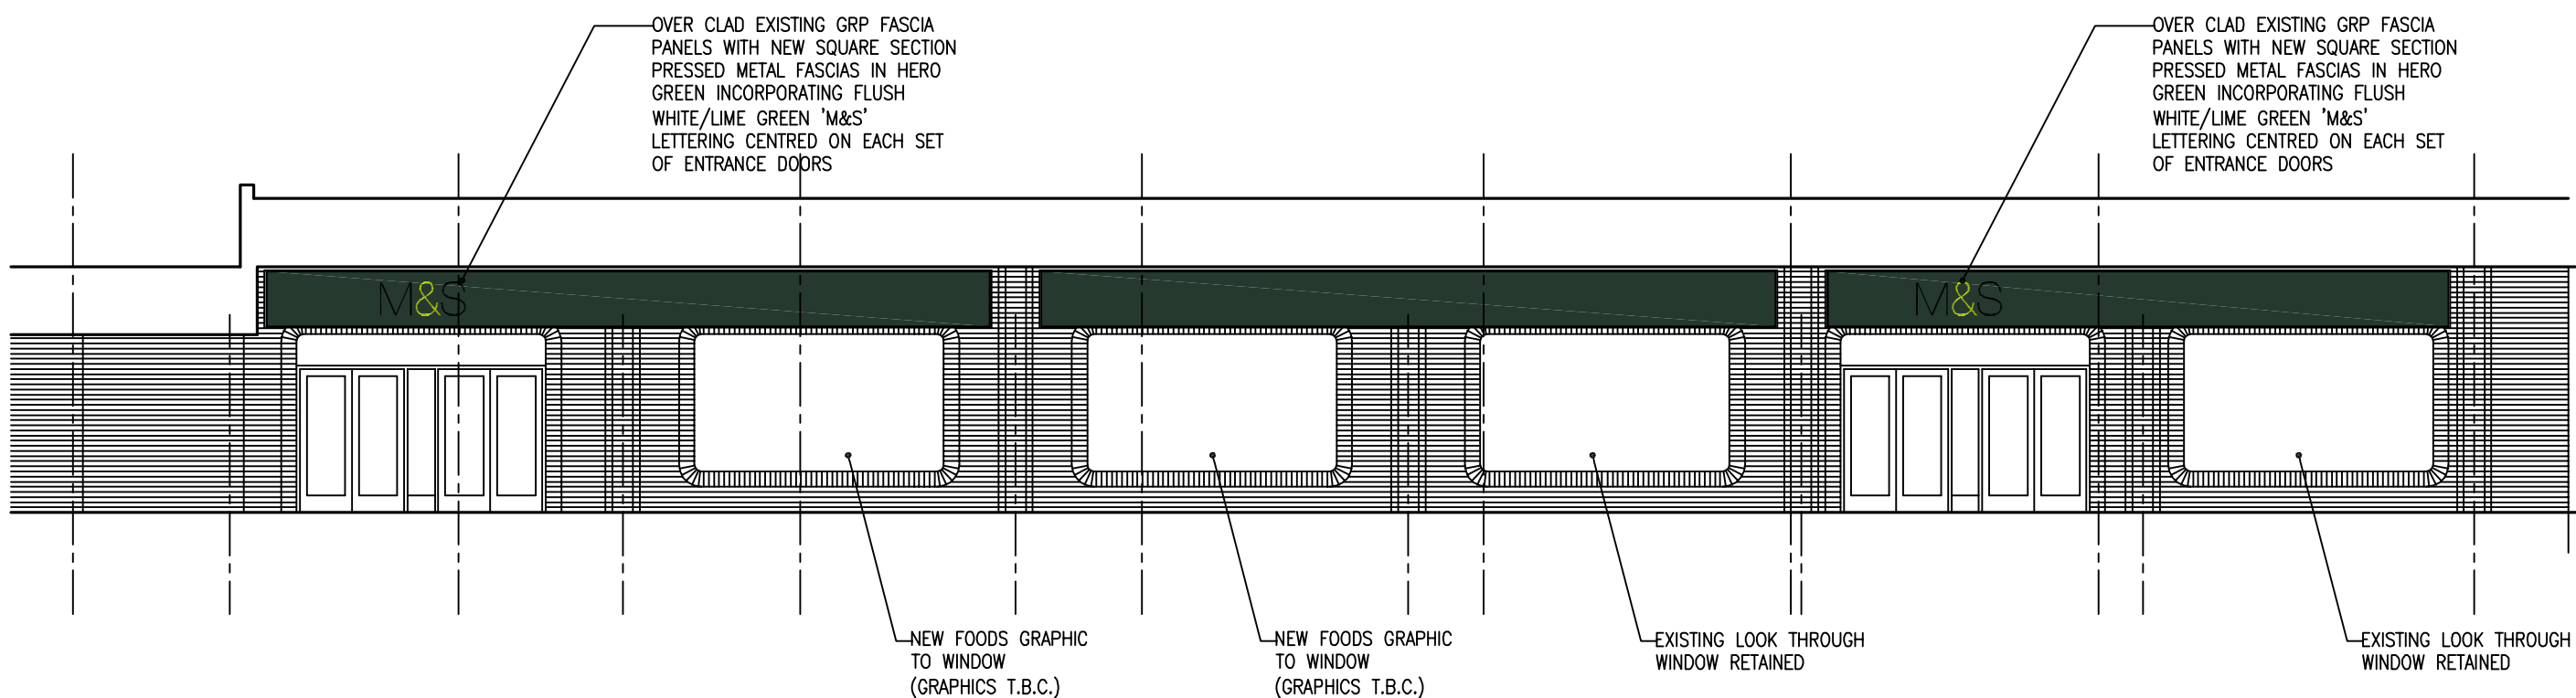 OVER CLAD EXISTING GRP FASCIA
PANELS WITH NEW SQUARE SECTION
PRESSED METAL FASCIAS IN HERO
GREEN INCORPORATING FLUSH
WHITE/LIME GREEN 'M&S'
LETTERING CENTRED ON EACH SET
OF ENTRANCE DOORS
OVER CLAD EXISTING GRP FASCIA
PANELS WITH NEW SQUARE SECTION
PRESSED METAL FASCIAS IN HERO
GREEN INCORPORATING FLUSH
WHITE/LIME GREEN 'M&S'
LETTERING CENTRED ON EACH SET
OF ENTRANCE DOORS
M&S
M&S
NEW FOODS GRAPHIC
TO WINDOW
(GRAPHICS T.B.C.)
NEW FOODS GRAPHIC
TO WINDOW
(GRAPHICS T.B.C.)
EXISTING LOOK THROUGH
WINDOW RETAINED
EXISTING LOOK THROUGH
WINDOW RETAINED